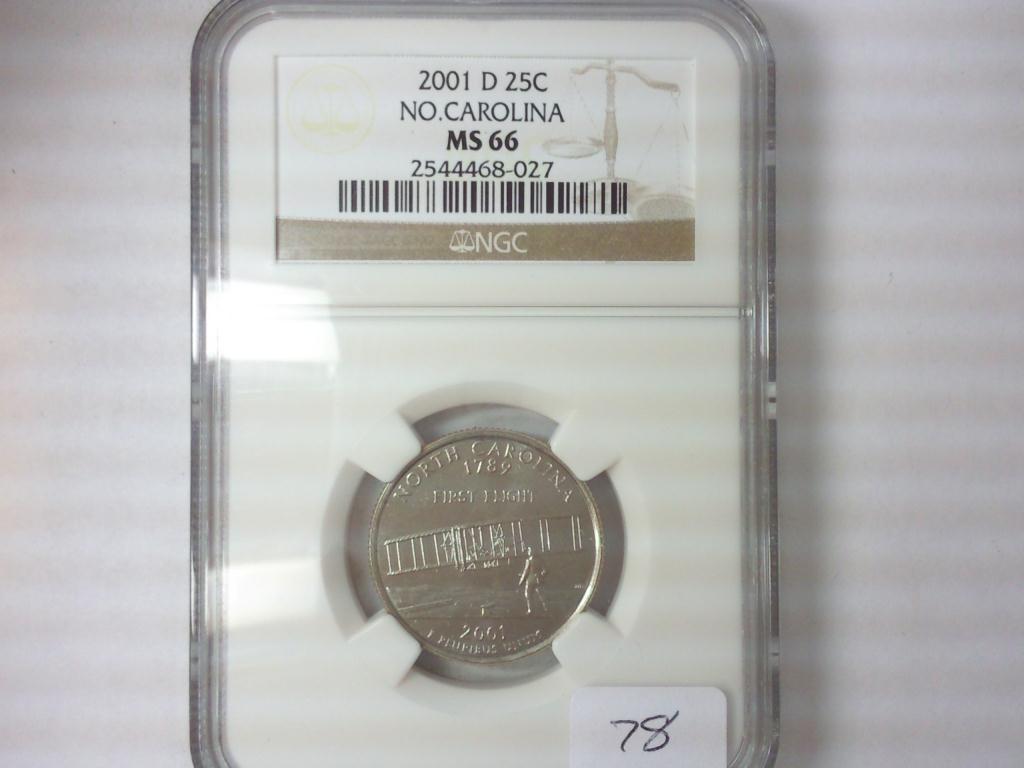 2001 D 25C
NO.CAROLINA
MS 66
2544468-027
NGC
NORTH CAROLINA
1789
FIRST FLIGHT
2001
E PLURIBUS UNUM
78